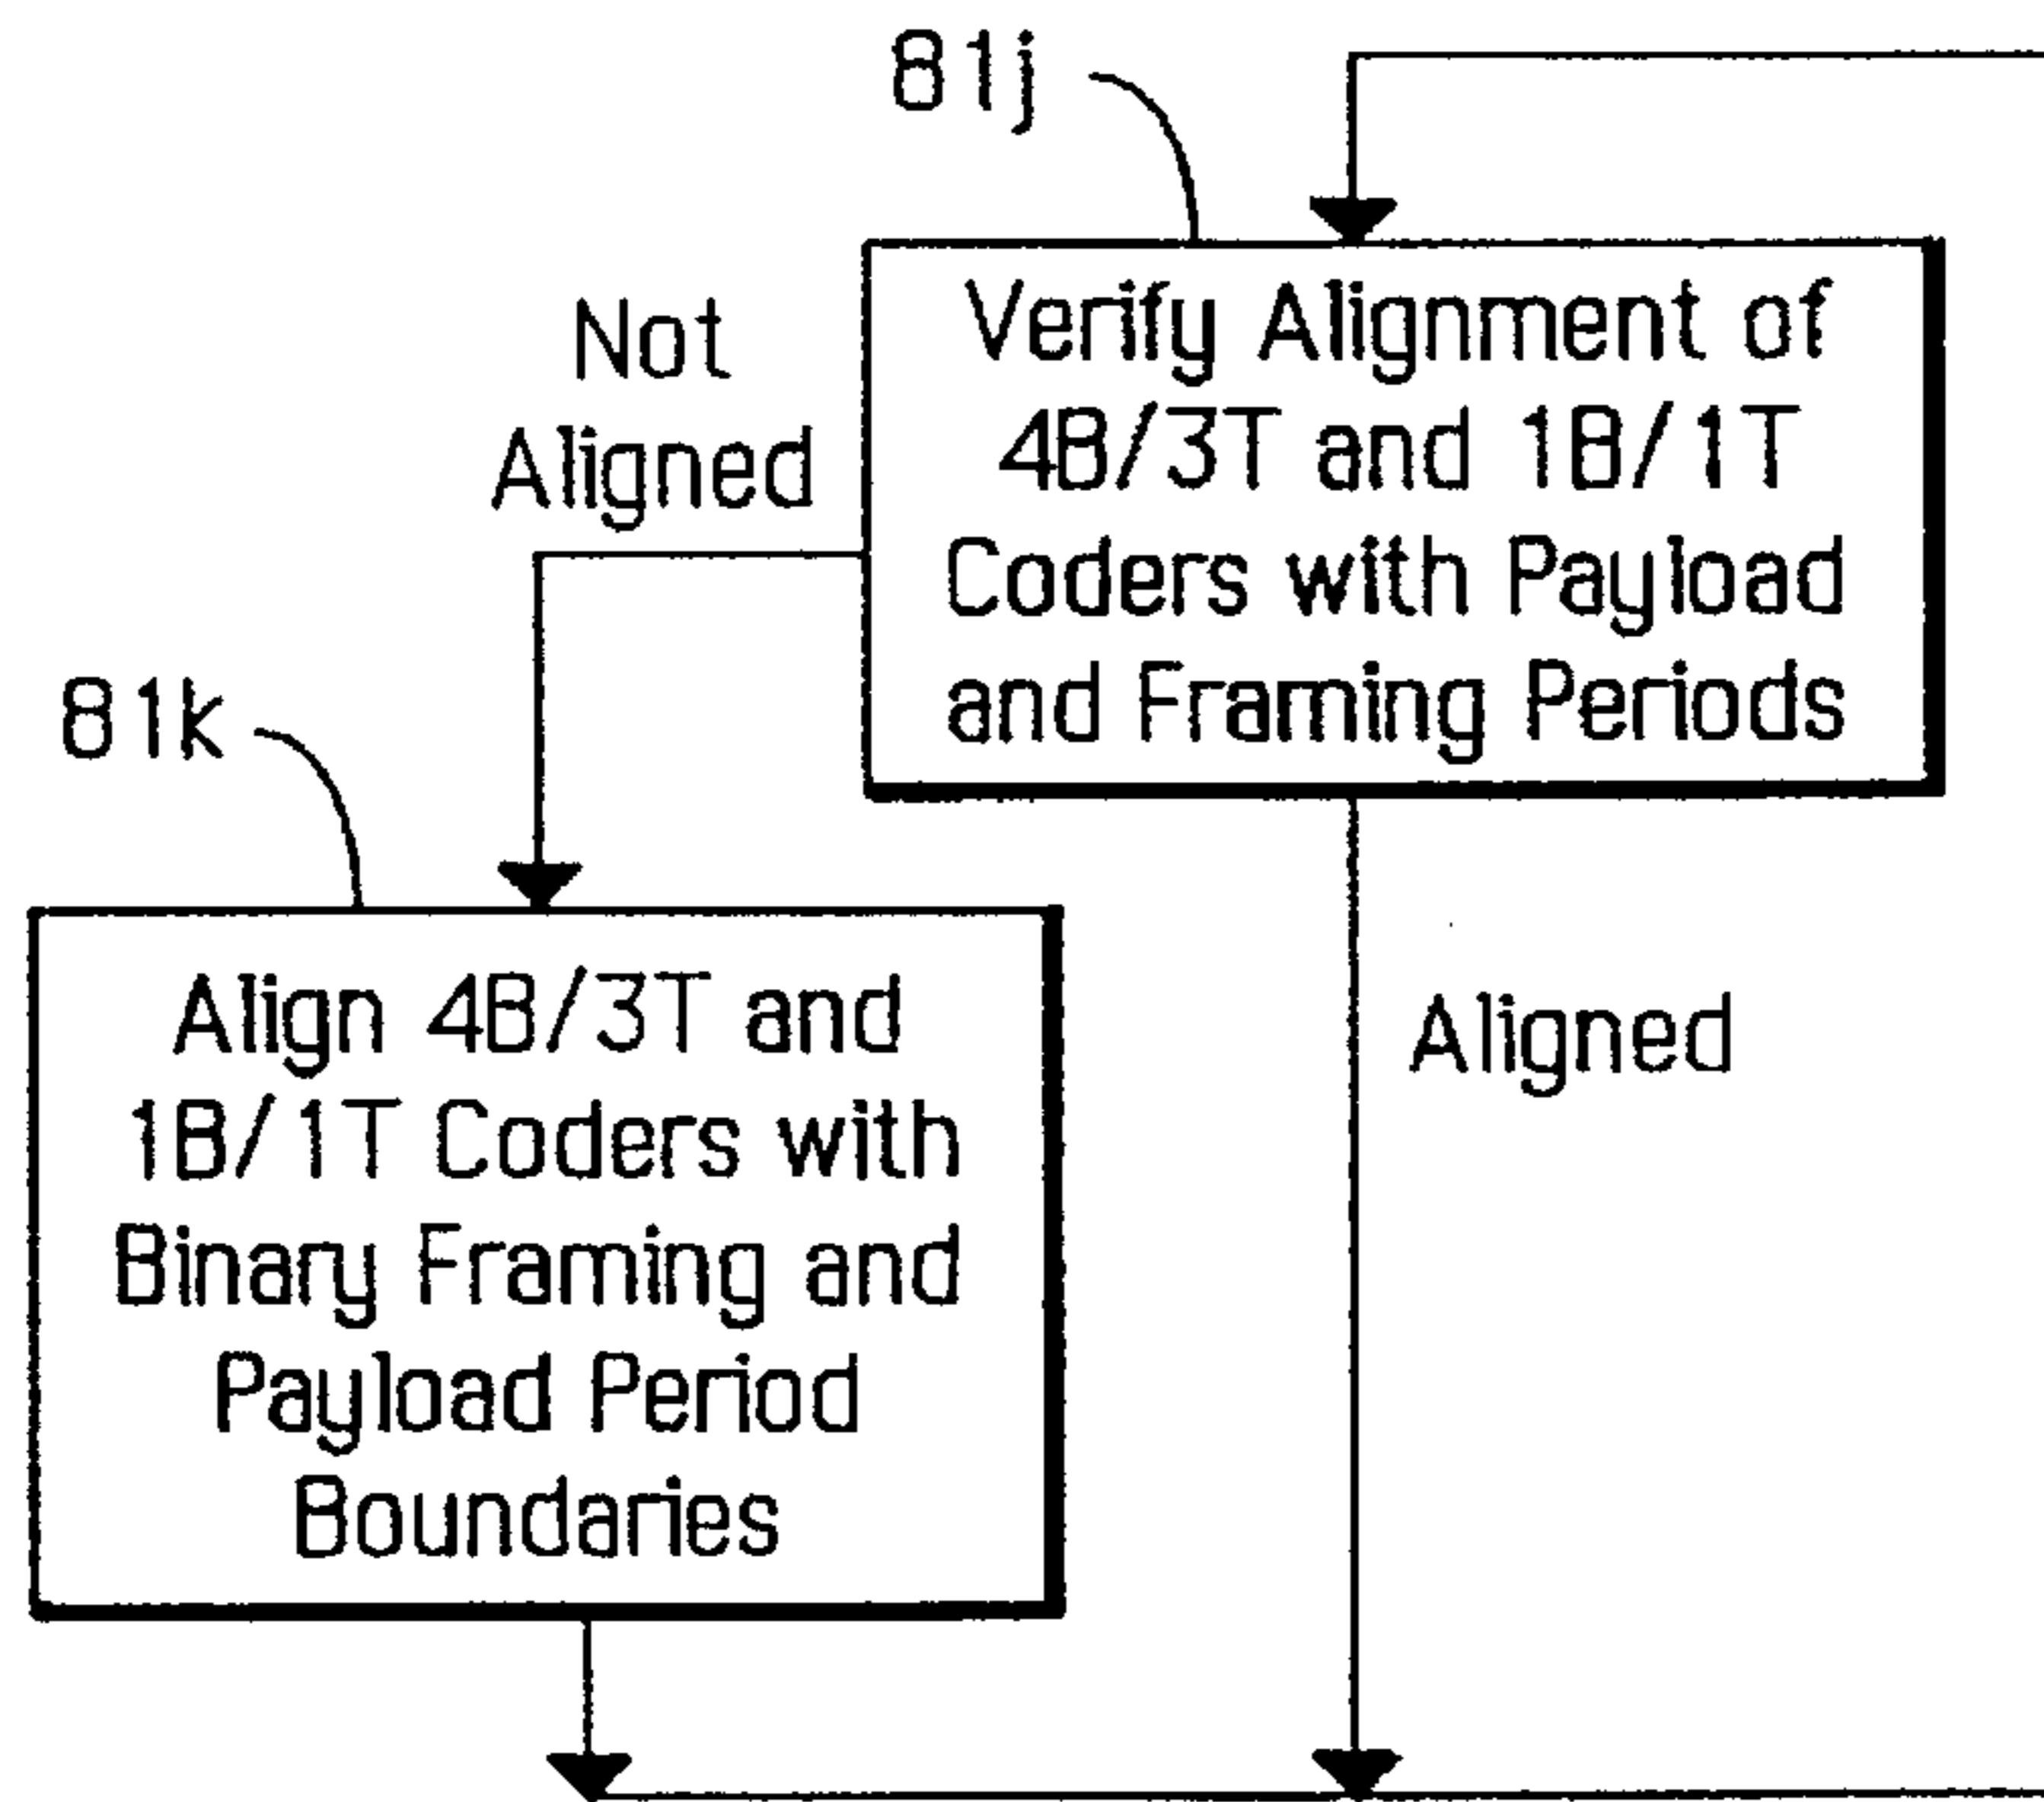 81j
Verify Alignment of
4B/3T and 1B/1T
Coders with Payload
and Framing Periods
Not
Aligned
81k
Align 4B/3T and
1B/1T Coders with
Binary Framing and
Payload Period
Boundaries
Aligned